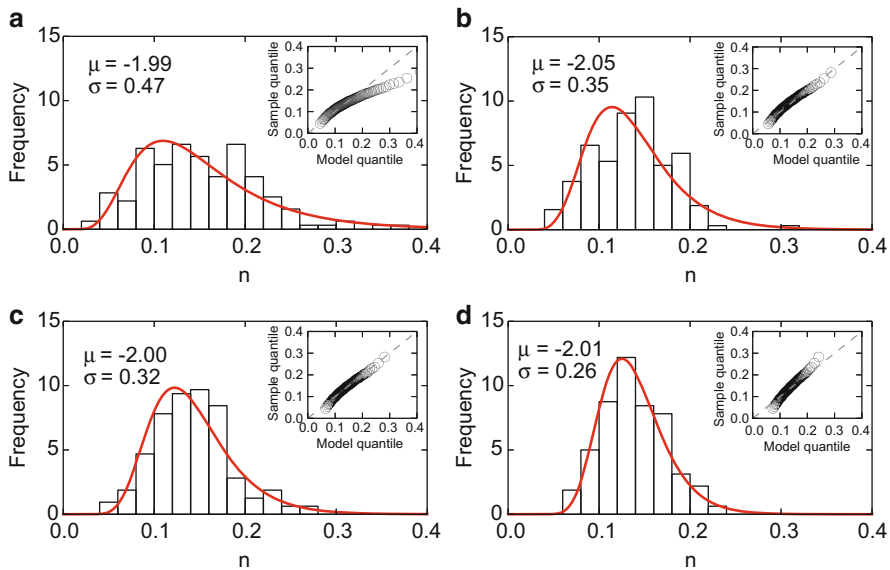 a
μ = -1.99
σ = 0.47
Frequency
15
10
5
0
0.0 0.1 0.2 0.3 0.4
n
Sample quantile
0.4
0.3
0.2
0.1
0.0
0.0 0.1 0.2 0.3 0.4
Model quantile
b
μ = -2.05
σ = 0.35
Frequency
15
10
5
0
0.0 0.1 0.2 0.3 0.4
n
Sample quantile
0.4
0.3
0.2
0.1
0.0
0.0 0.1 0.2 0.3 0.4
Model quantile
c
μ = -2.00
σ = 0.32
Frequency
15
10
5
0
0.0 0.1 0.2 0.3 0.4
n
Sample quantile
0.4
0.3
0.2
0.1
0.0
0.0 0.1 0.2 0.3 0.4
Model quantile
d
μ = -2.01
σ = 0.26
Frequency
15
10
5
0
0.0 0.1 0.2 0.3 0.4
n
Sample quantile
0.4
0.3
0.2
0.1
0.0
0.0 0.1 0.2 0.3 0.4
Model quantile